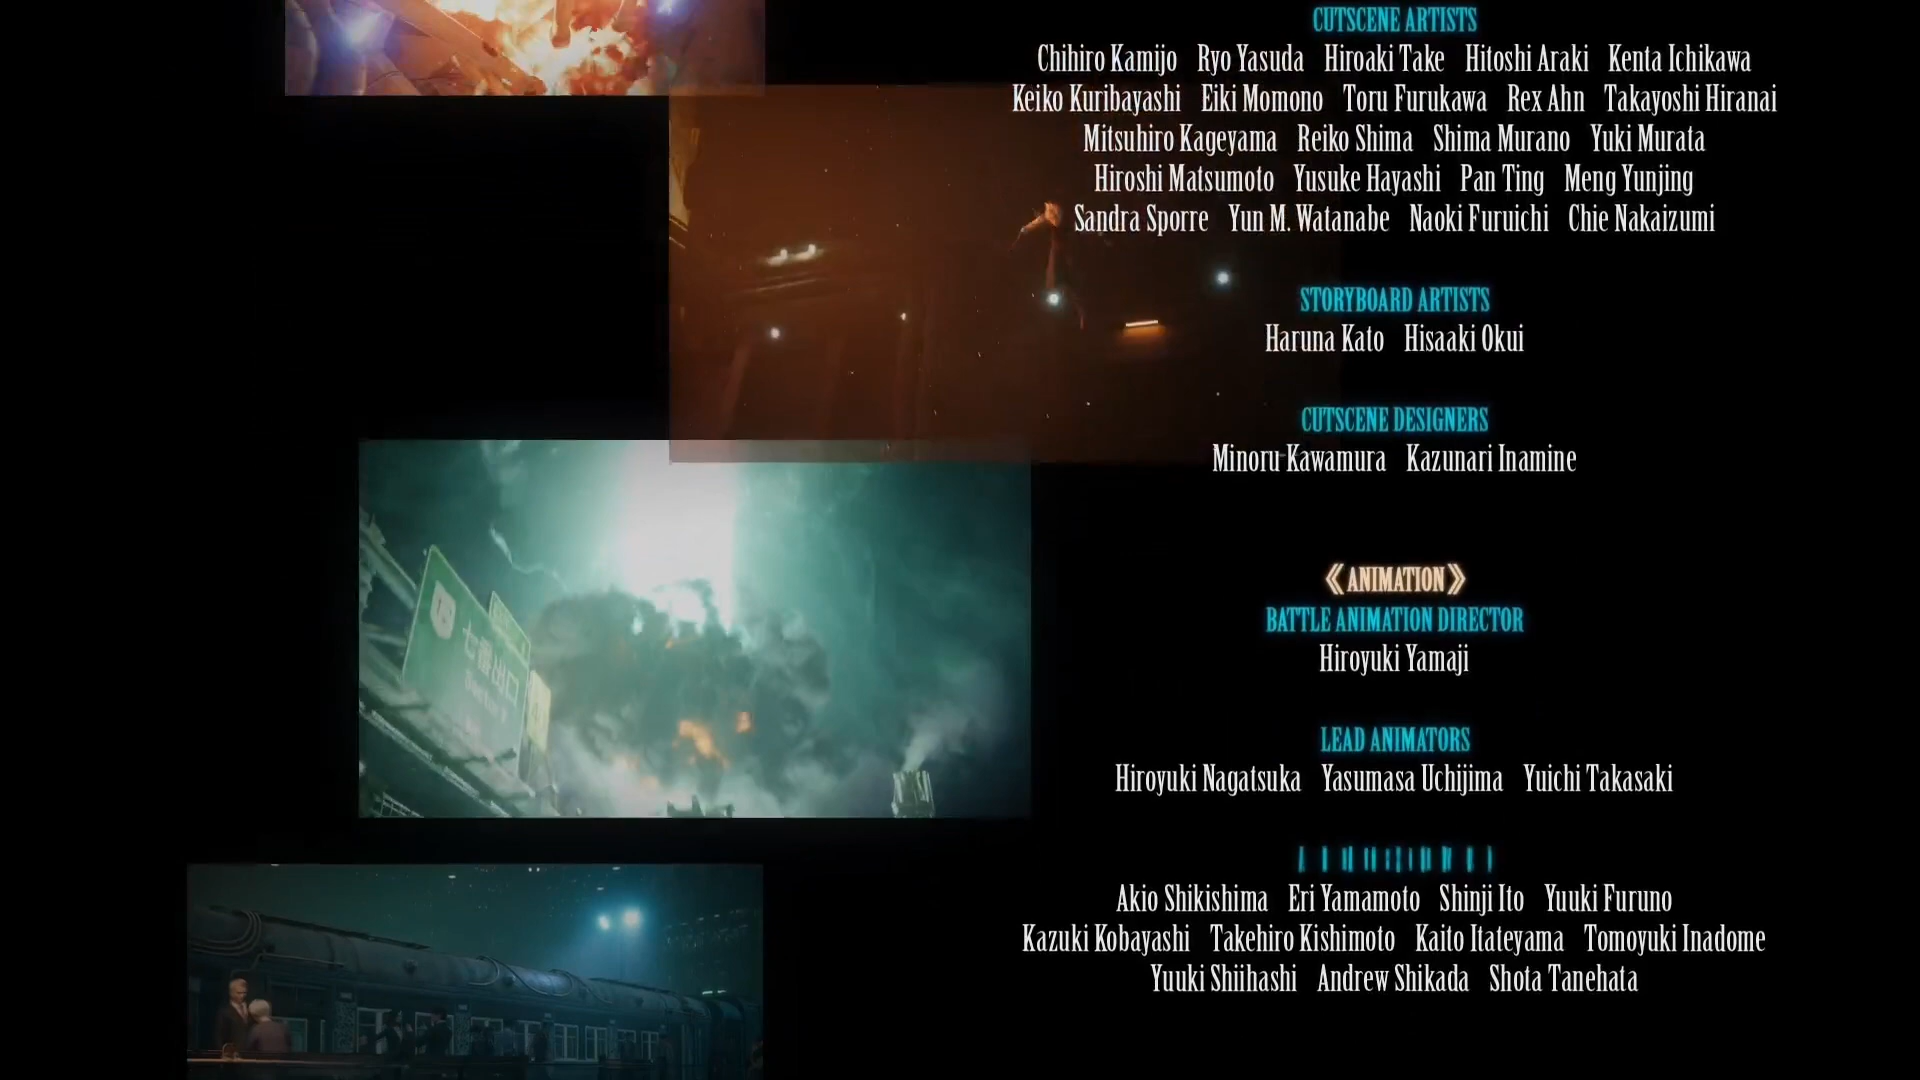 CUTSCENE ARTISTS
Chihiro Kamijo Ryo Yasuda Hiroaki Take Hitoshi Araki Kenta Ichikawa
Keiko Kuribayashi Eiki Momono Toru Furukawa Rex Ahn Takayoshi Hiranai
Mitsuhiro Kageyama Reiko Shima Shima Murano Yuki Murata
Hiroshi Matsumoto Yusuke Hayashi Pan Ting Meng Yunjing
Sandra Sporre Yun M. Watanabe Naoki Furuichi Chie Nakaizumi
STORYBOARD ARTISTS
Haruna Kato Hisaaki Okui
CUTSCENE DESIGNERS
Minoru Kawamura Kazunari Inamine
《ANIMATION》
BATTLE ANIMATION DIRECTOR
Hiroyuki Yamaji
LEAD ANIMATORS
Hiroyuki Nagatsuka Yasumasa Uchijima Yuichi Takasaki
Akio Shikishima Eri Yamamoto Shinji Ito Yuuki Furuno
Kazuki Kobayashi Takehiro Kishimoto Kaito Itateyama Tomoyuki Inadome
Yuuki Shiihashi Andrew Shikada Shota Tanehata
七番出口